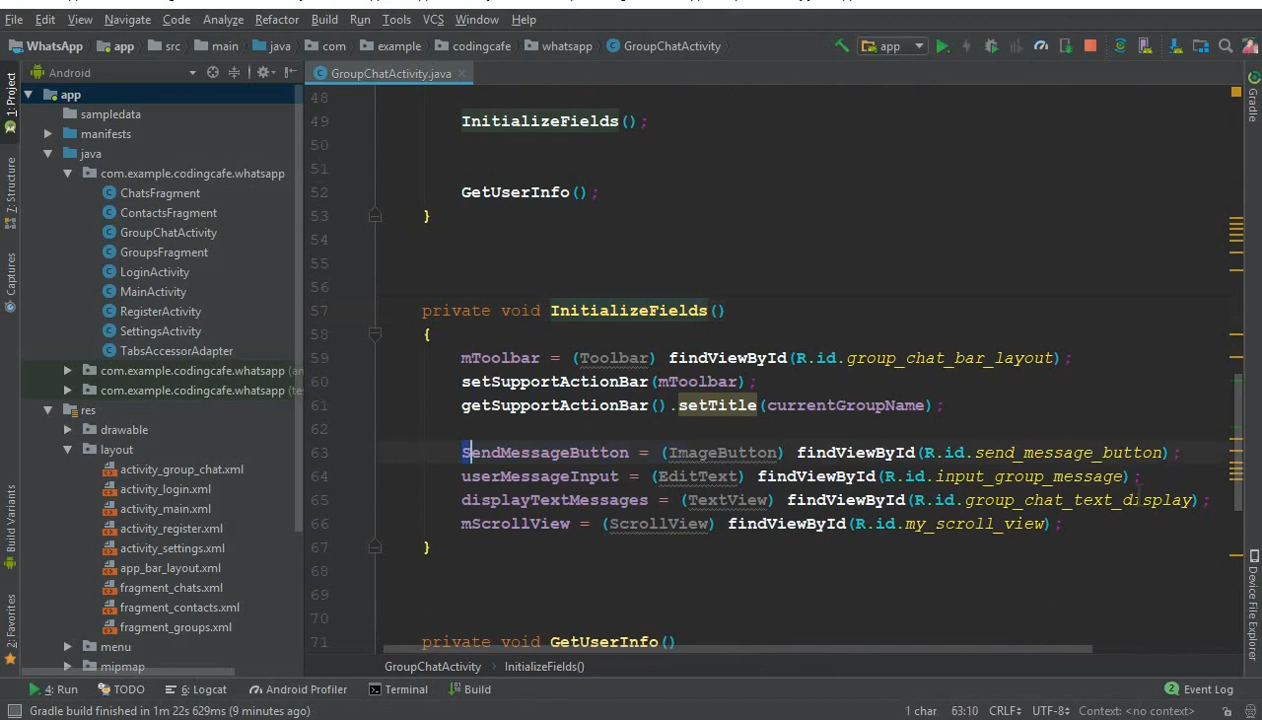 File Edit View Navigate Code Analyze Refactor Build Run Tools VCS Window Help
WhatsApp app src main java com example codingcafe whatsapp GroupChatActivity app
Android GroupChatActivity.java
1: Project
Z: Structure
Captures
Build Variants
2: Favorites
app
sampledata
manifests
java
com.example.codingcafe.whatsapp
ChatsFragment
ContactsFragment
GroupChatActivity
GroupsFragment
LoginActivity
MainActivity
RegisterActivity
SettingsActivity
TabsAccessorAdapter
com.example.codingcafe.whatsapp (an
com.example.codingcafe.whatsapp (te
res
drawable
layout
activity_group_chat.xml
activity_login.xml
activity_main.xml
activity_register.xml
activity_settings.xml
app_bar_layout.xml
fragment_chats.xml
fragment_contacts.xml
fragment_groups.xml
menu
mipmap
48
49 InitializeFields();
50
51
52 GetUserInfo();
53 }
54
55
56
57 private void InitializeFields()
58 {
59 mToolbar = (Toolbar) findViewById(R.id.group_chat_bar_layout);
60 setSupportActionBar(mToolbar);
61 getSupportActionBar().setTitle(currentGroupName);
62
63 SendMessageButton = (ImageButton) findViewById(R.id.send_message_button);
64 userMessageInput = (EditText) findViewById(R.id.input_group_message);
65 displayTextMessages = (TextView) findViewById(R.id.group_chat_text_display);
66 mScrollView = (ScrollView) findViewById(R.id.my_scroll_view);
67 }
68
69
70
71 private void GetUserInfo()
GroupChatActivity InitializeFields()
Gradle
Device File Explorer
4: Run TODO 6: Logcat Android Profiler Terminal Build 2 Event Log
Gradle build finished in 1m 22s 629ms (9 minutes ago) 1 char 63:10 CRLF UTF-8 Context: <no context>